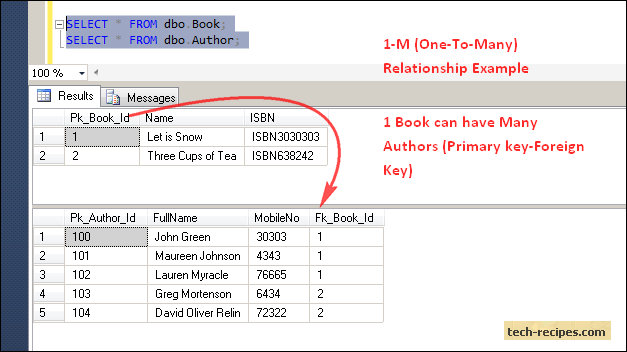 SELECT * FROM dbo.Book;
SELECT * FROM dbo.Author;
1-M (One-To-Many)
Relationship Example
100 %
Results Messages
1 Book can have Many
Authors (Primary key-Foreign
Key)
Pk_Book_Id Name ISBN
1 1 Let is Snow ISBN3030303
2 2 Three Cups of Tea ISBN638242
Pk_Author_Id FullName MobileNo Fk_Book_Id
1 100 John Green 30303 1
2 101 Maureen Johnson 4343 1
3 102 Lauren Myracle 76665 1
4 103 Greg Mortenson 6434 2
5 104 David Oliver Relin 72322 2
tech-recipes.com